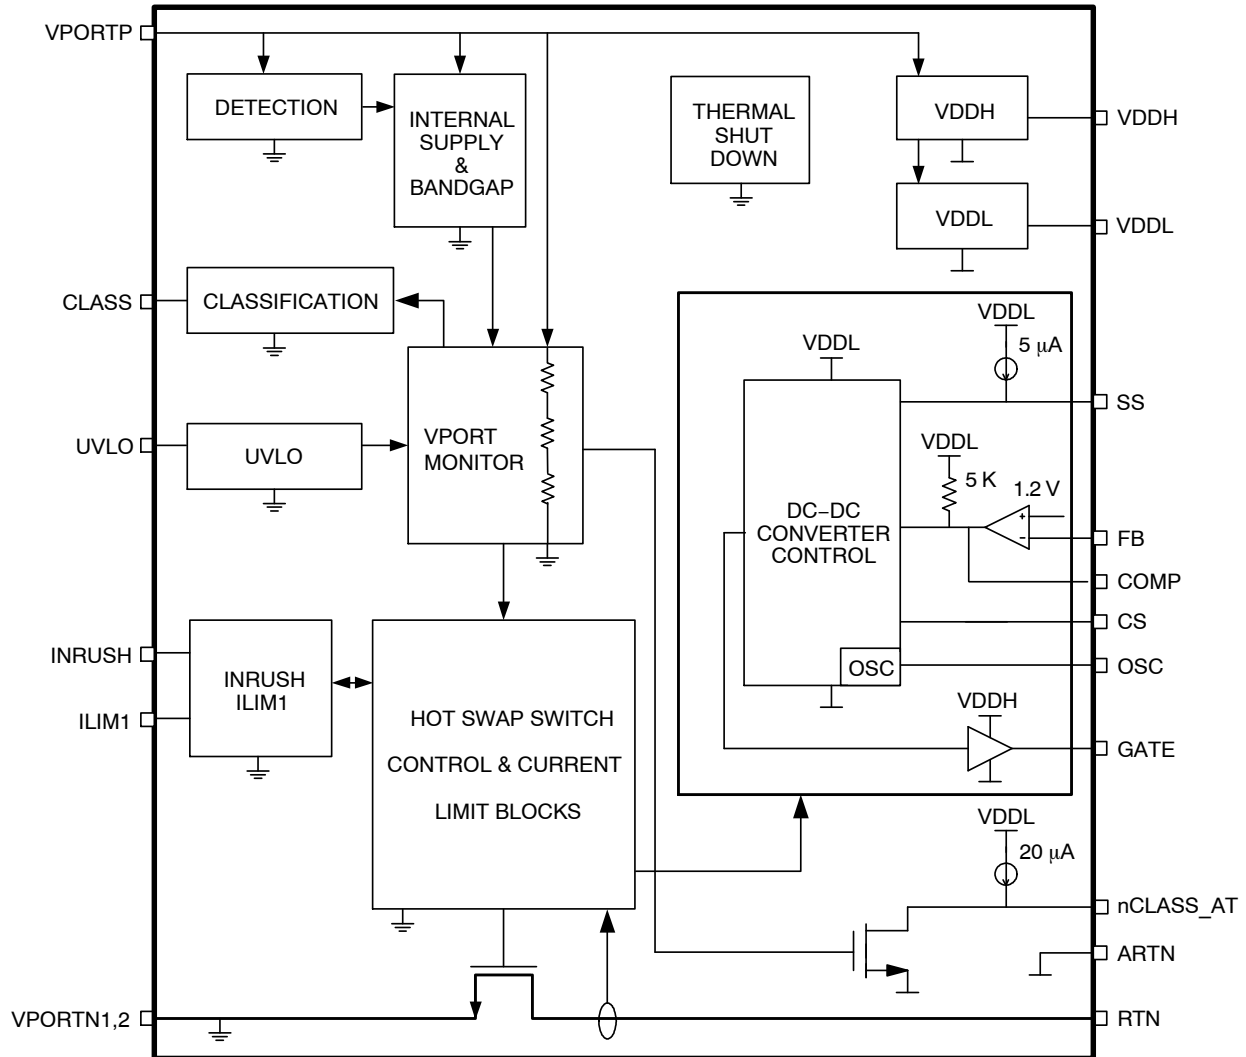 VPORTP
DETECTION
INTERNAL
SUPPLY
&
BANDGAP
THERMAL
SHUT
DOWN
VDDH
VDDH
VDDL
VDDL
CLASS
CLASSIFICATION
VDDL
5 μA
VDDL
SS
UVLO
UVLO
VPORT
MONITOR
VDDL
5 K
1.2 V
+
−
DC−DC
CONVERTER
CONTROL
FB
COMP
CS
OSC
OSC
INRUSH
ILIM1
INRUSH
ILIM1
HOT SWAP SWITCH
CONTROL & CURRENT
LIMIT BLOCKS
VDDH
GATE
VDDL
20 μA
nCLASS_AT
ARTN
VPORTN1,2
RTN